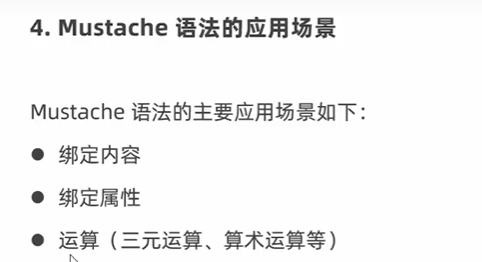 4. Mustache 语法的应用场景
Mustache 语法的主要应用场景如下：
● 绑定内容
● 绑定属性
● 运算（三元运算、算术运算等）